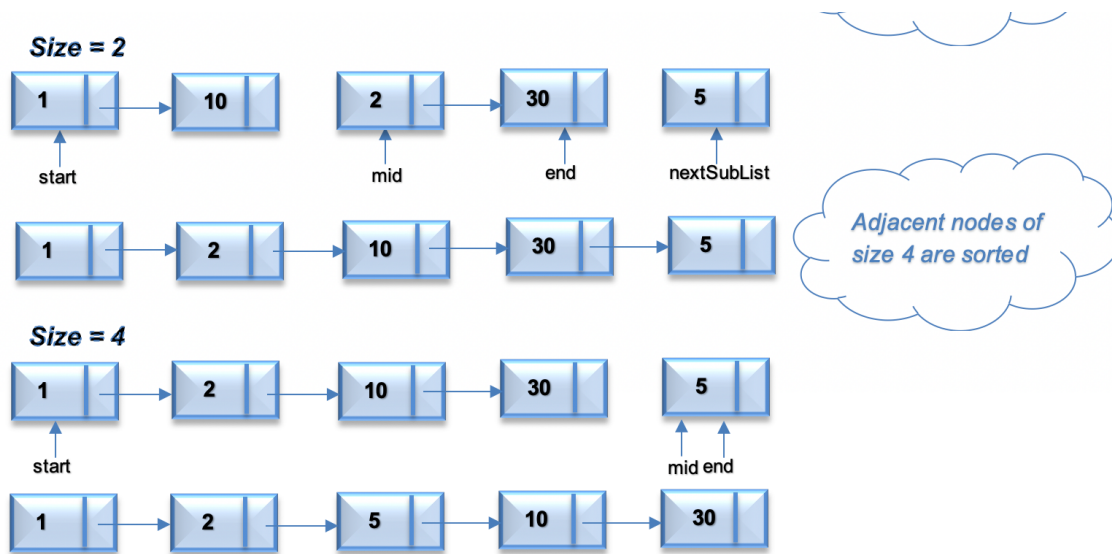 Size = 2
1 10 2 30 5
start mid end nextSubList
1 2 10 30 5
Adjacent nodes of
size 4 are sorted
Size = 4
1 2 10 30 5
start mid end
1 2 5 10 30